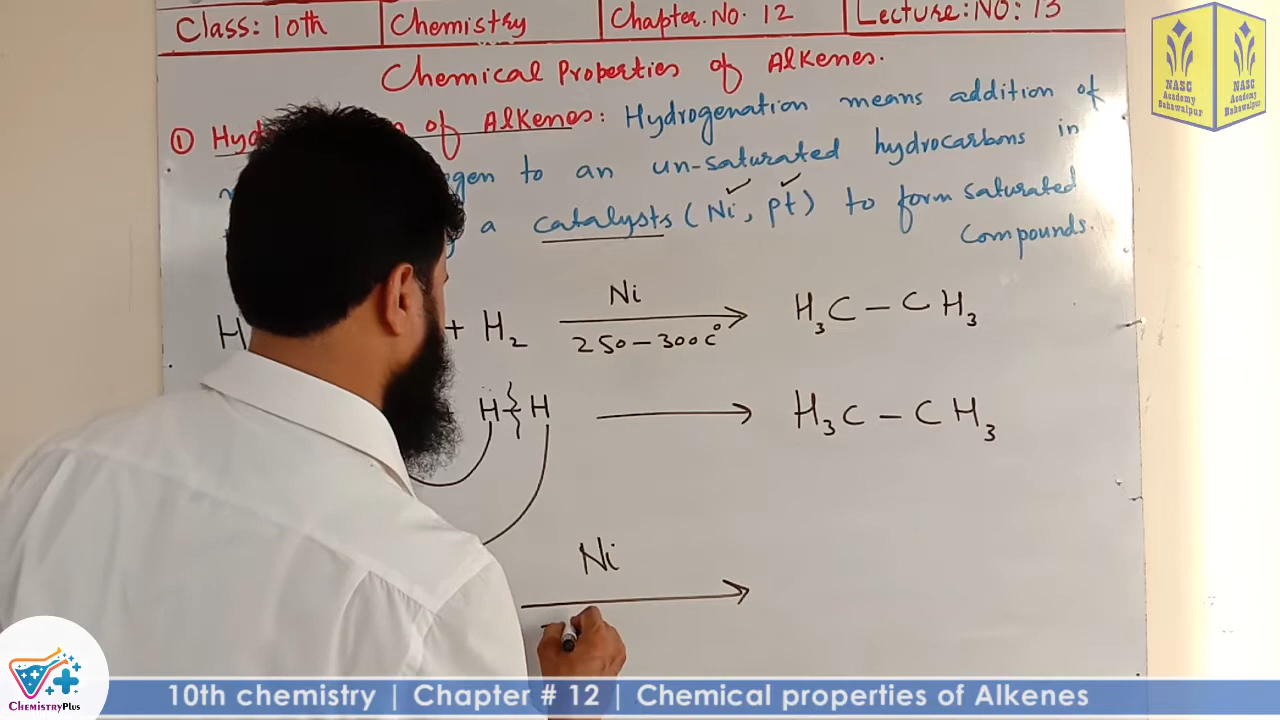 Class: 10th Chemistry Chapter.No. 12 Lecture: NO: 13
Chemical Properties of Alkenes.
① of Alkenes: Hydrogenation means addition of
to an un-saturated hydrocarbons in
a catalysts (Ni, pt) to form saturated
compounds.
H + H₂ Ni 250-300C° H₃C - CH₃
H-H H₃C - CH₃
Ni
NASC Academy Bahawalpur
NASC Academy Bahawalpur
ChemistryPlus
10th chemistry | Chapter # 12 | Chemical properties of Alkenes